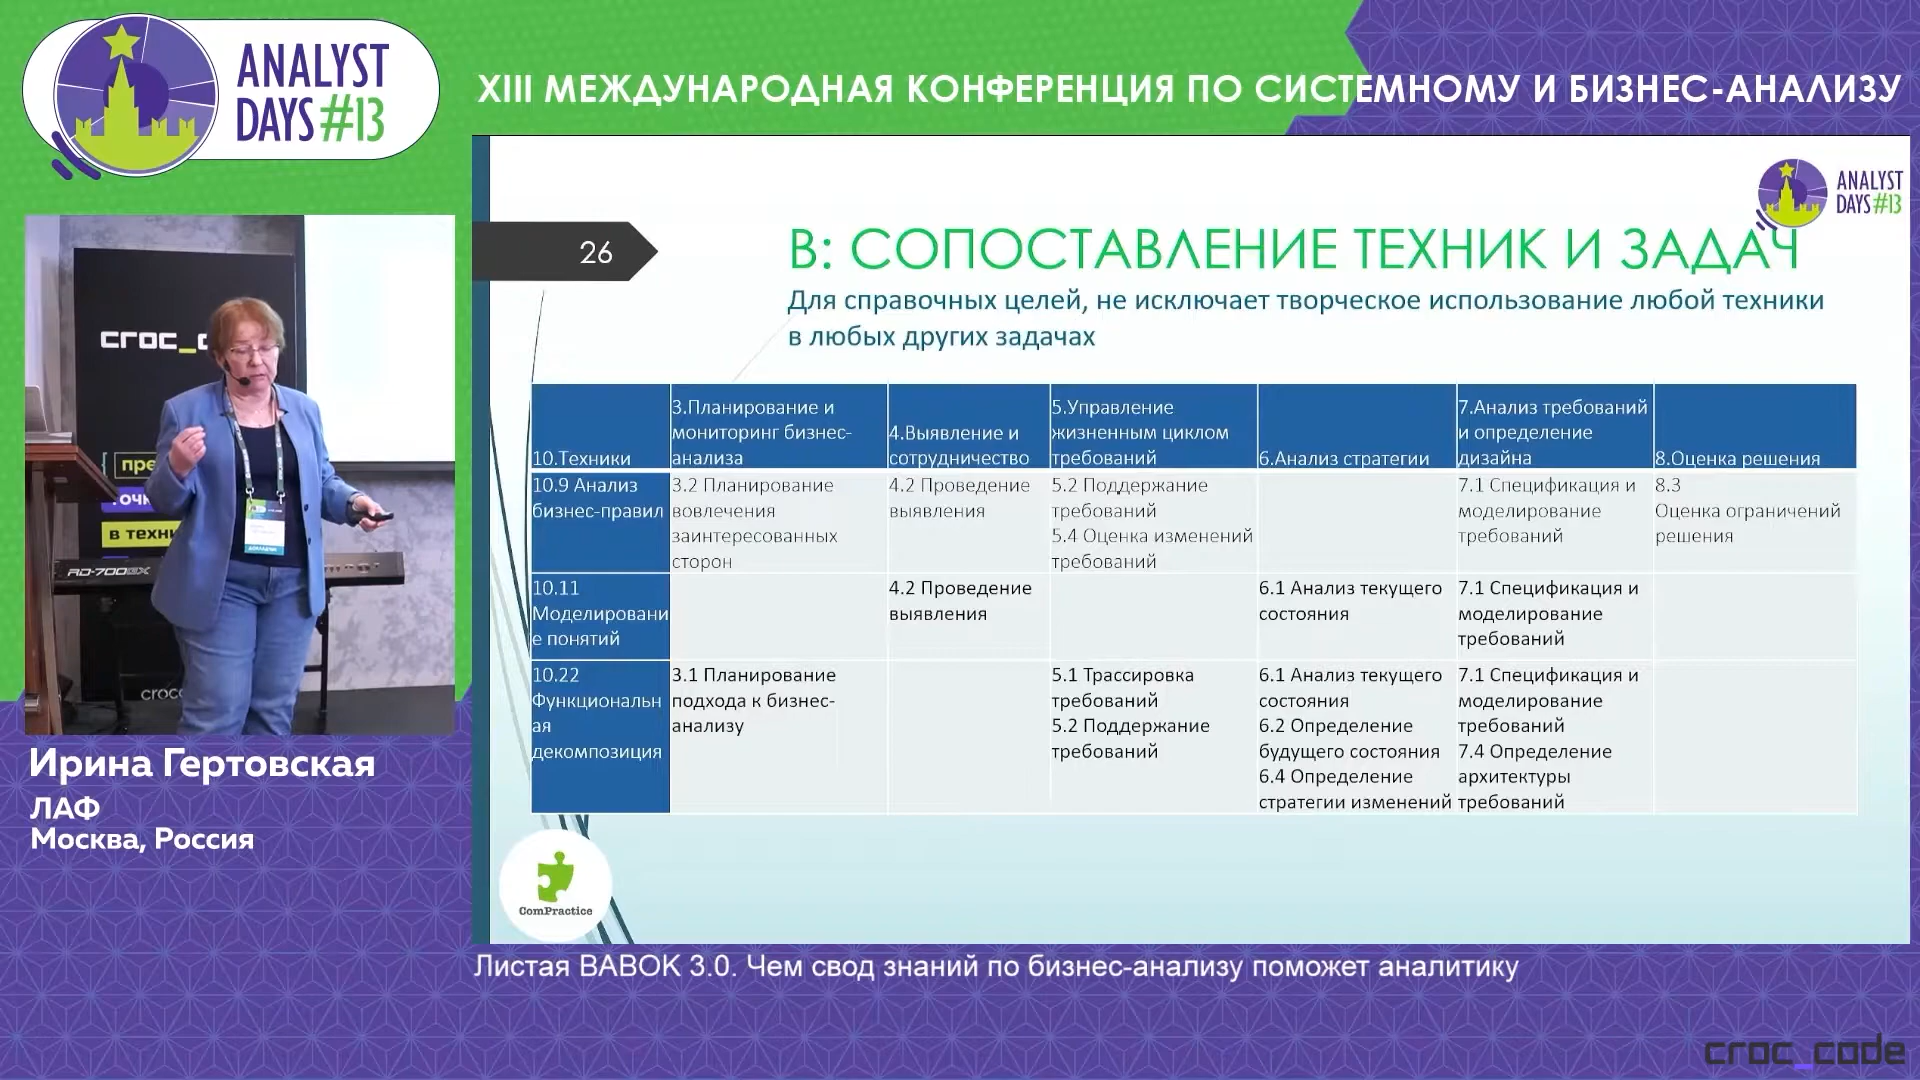 ANALYST
DAYS #13
XIII МЕЖДУНАРОДНАЯ КОНФЕРЕНЦИЯ ПО СИСТЕМНОМУ И БИЗНЕС-АНАЛИЗУ
ANALYST
DAYS #13
26
B: СОПОСТАВЛЕНИЕ ТЕХНИК И ЗАДАЧ
Для справочных целей, не исключает творческое использование любой техники
в любых других задачах
10.Техники
3.Планирование и
мониторинг бизнес-
анализа
4.Выявление и
сотрудничество
5.Управление
жизненным циклом
требований
6.Анализ стратегии
7.Анализ требований
и определение
дизайна
8.Оценка решения
10.9 Анализ
бизнес-правил
3.2 Планирование
вовлечения
заинтересованных
сторон
4.2 Проведение
выявления
5.2 Поддержание
требований
5.4 Оценка изменений
требований
7.1 Спецификация и
моделирование
требований
8.3
Оценка ограничений
решения
10.11
Моделировани
е понятий
4.2 Проведение
выявления
6.1 Анализ текущего
состояния
7.1 Спецификация и
моделирование
требований
10.22
Функциональн
ая
декомпозиция
3.1 Планирование
подхода к бизнес-
анализу
5.1 Трассировка
требований
5.2 Поддержание
требований
6.1 Анализ текущего
состояния
6.2 Определение
будущего состояния
6.4 Определение
стратегии изменений
7.1 Спецификация и
моделирование
требований
7.4 Определение
архитектуры
требований
ComPractice
croc_c
в техни
RD-700GX
croc
Ирина Гертовская
ЛАФ
Москва, Россия
Листая BABOK 3.0. Чем свод знаний по бизнес-анализу поможет аналитику
croc_code